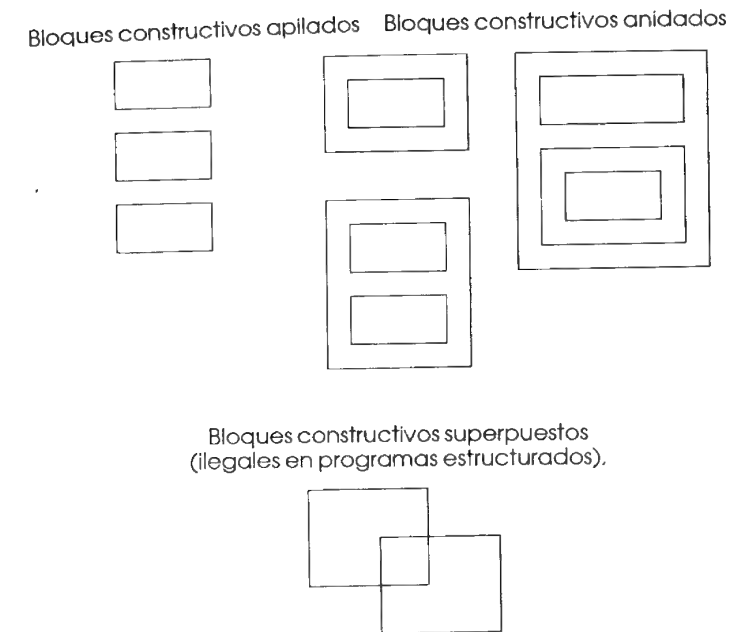 Bloques constructivos apilados
Bloques constructivos anidados
Bloques constructivos superpuestos
(ilegales en programas estructurados).